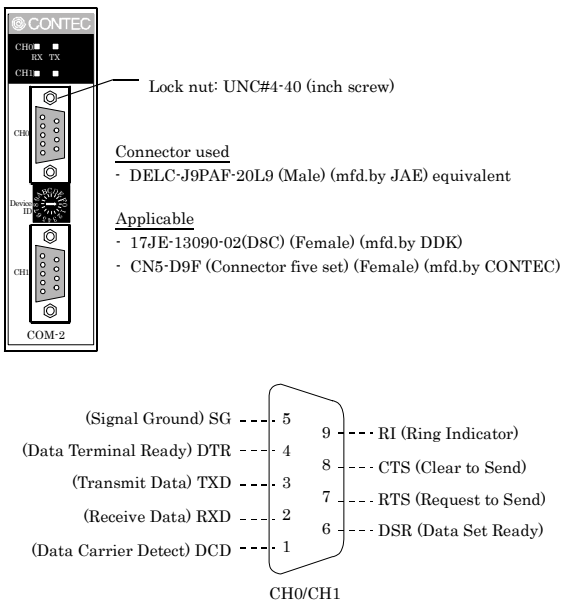 CONTEC
CH0
RX TX
CH1
Lock nut: UNC#4-40 (inch screw)
CH0
Connector used
- DELC-J9PAF-20L9 (Male) (mfd.by JAE) equivalent
Device
ID
Applicable
- 17JE-13090-02(D8C) (Female) (mfd.by DDK)
- CN5-D9F (Connector five set) (Female) (mfd.by CONTEC)
CH1
COM-2
(Signal Ground) SG
5
(Data Terminal Ready) DTR
4
(Transmit Data) TXD
3
(Receive Data) RXD
2
(Data Carrier Detect) DCD
1
9
RI (Ring Indicator)
8
CTS (Clear to Send)
7
RTS (Request to Send)
6
DSR (Data Set Ready)
CH0/CH1